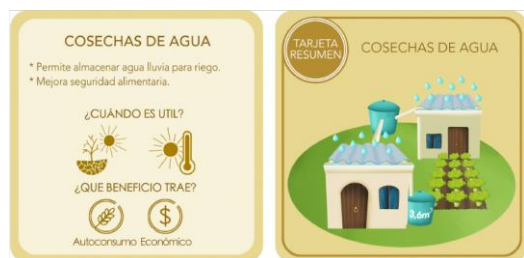 COSECHAS DE AGUA
* Permite almacenar agua lluvia para riego.
* Mejora seguridad alimentaria.
¿CUÁNDO ES UTIL?
¿QUE BENEFICIO TRAE?
$
Autoconsumo Económico
TARJETA
RESUMEN
COSECHAS DE AGUA
3,6m³